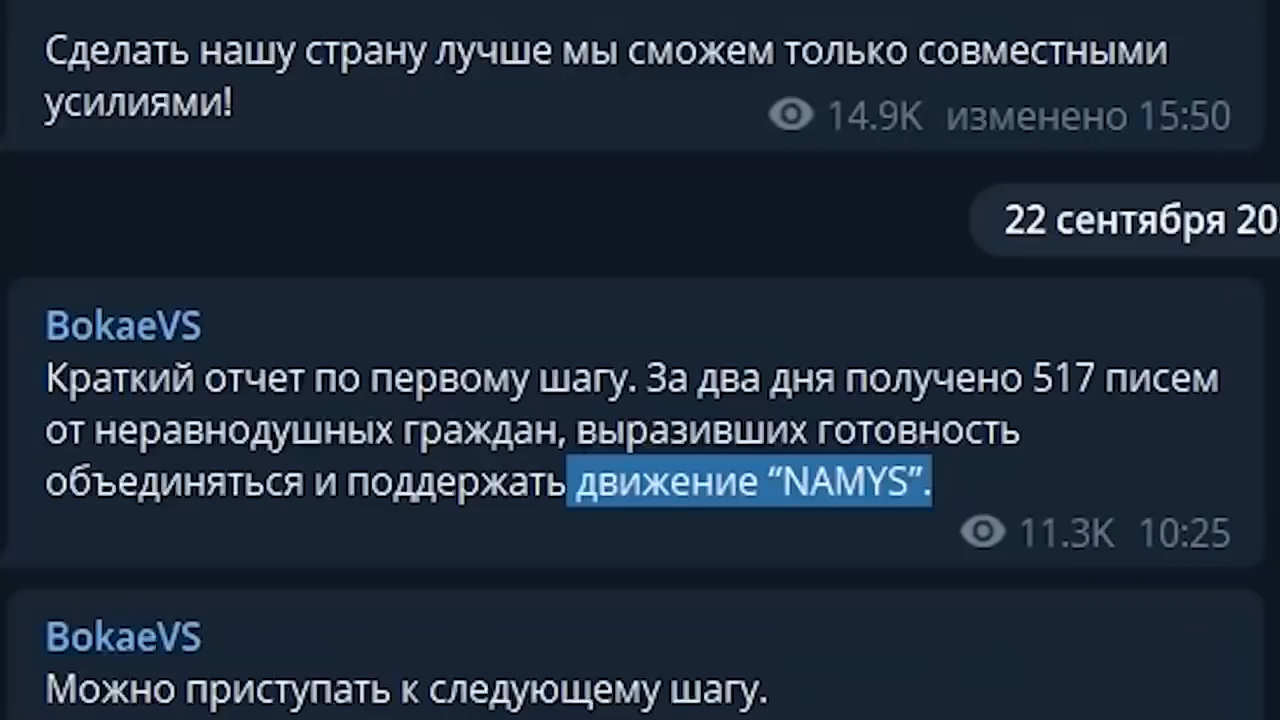 Сделать нашу страну лучше мы сможем только совместными
усилиями!
14.9K изменено 15:50
22 сентября 20
BokaeVS
Краткий отчет по первому шагу. За два дня получено 517 писем
от неравнодушных граждан, выразивших готовность
объединяться и поддержать движение “NAMYS”.
11.3K 10:25
BokaeVS
Можно приступать к следующему шагу.